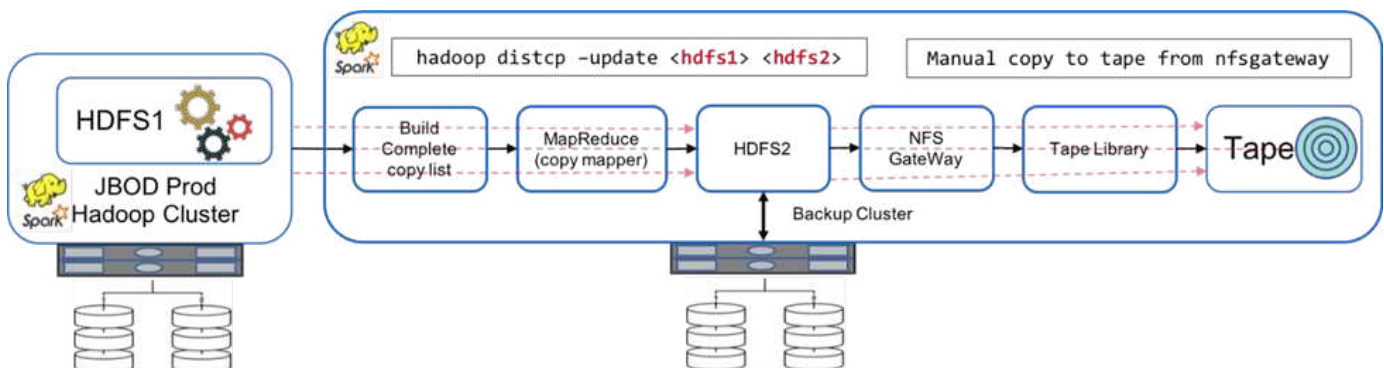 HDFS1
Spark
JBOD Prod
Hadoop Cluster
Spark
hadoop distcp –update <hdfs1> <hdfs2>
Manual copy to tape from nfsgateway
Build
Complete
copy list
MapReduce
(copy mapper)
HDFS2
NFS
GateWay
Tape Library
Tape
Backup Cluster